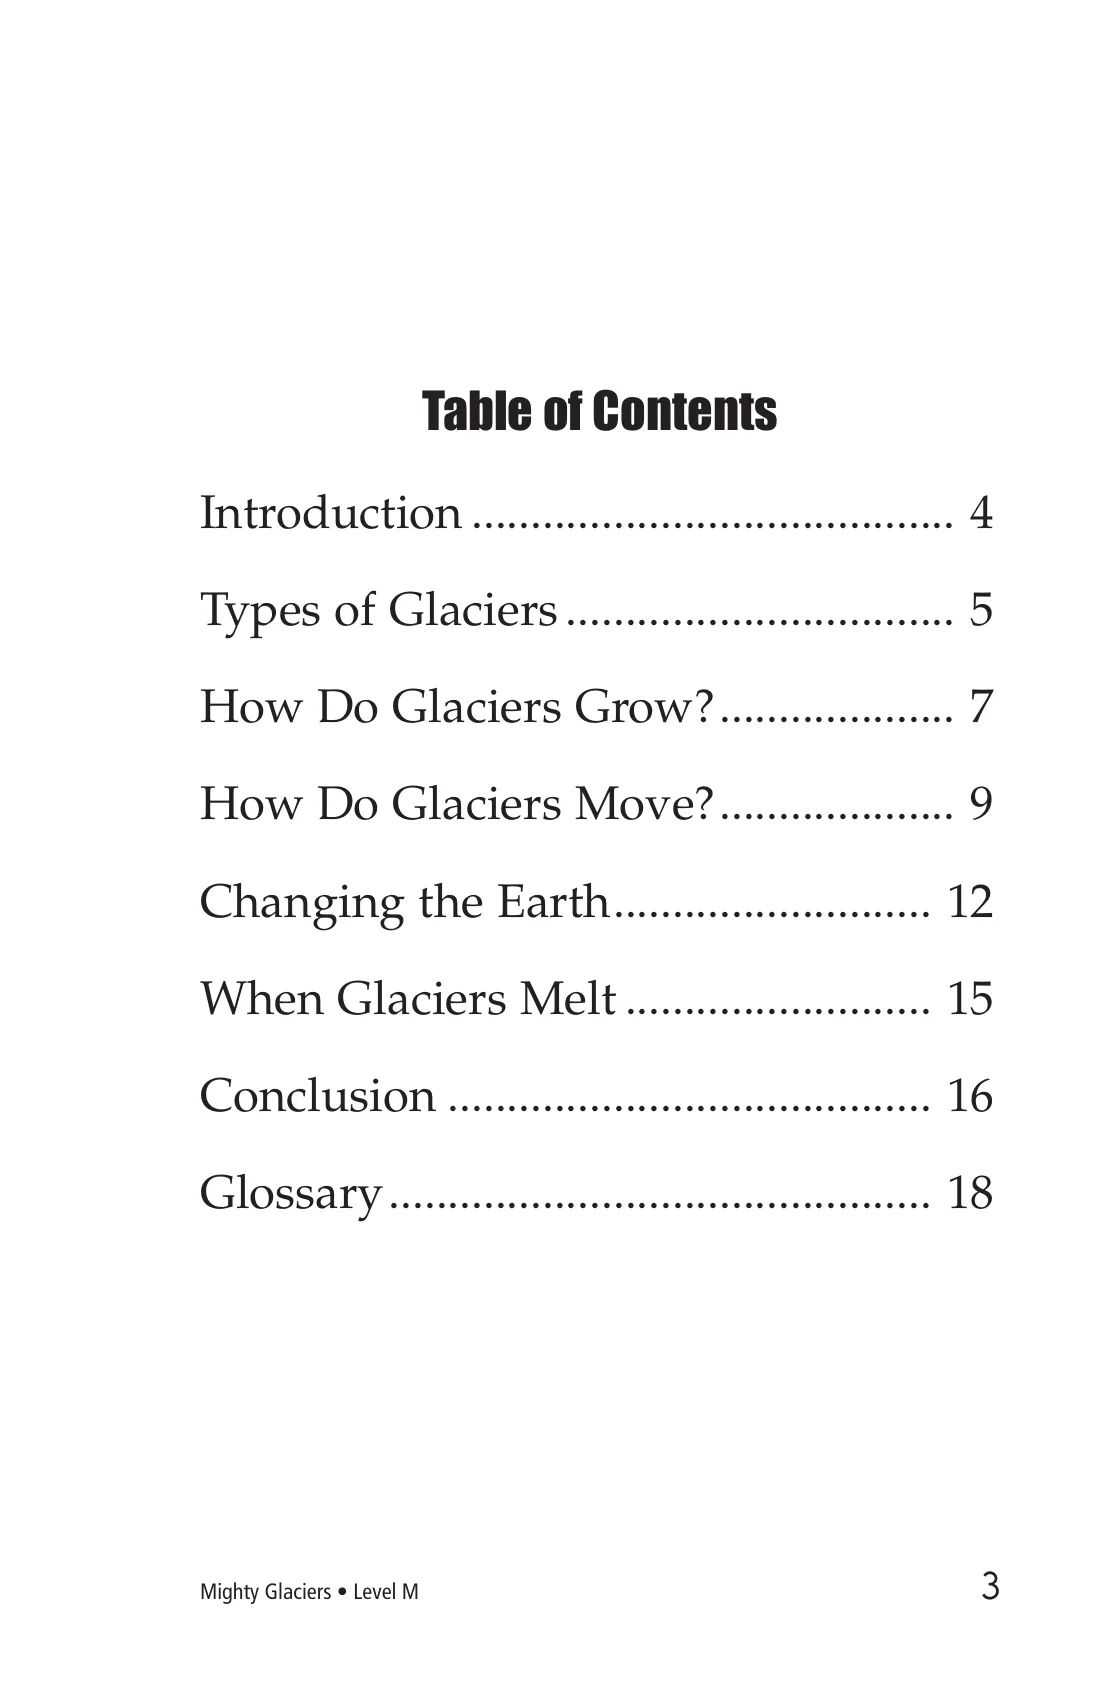 Table of Contents
Introduction ......................................... 4
Types of Glaciers ................................. 5
How Do Glaciers Grow?.................... 7
How Do Glaciers Move?.................... 9
Changing the Earth........................... 12
When Glaciers Melt .......................... 15
Conclusion ......................................... 16
Glossary.............................................. 18
Mighty Glaciers • Level M
3